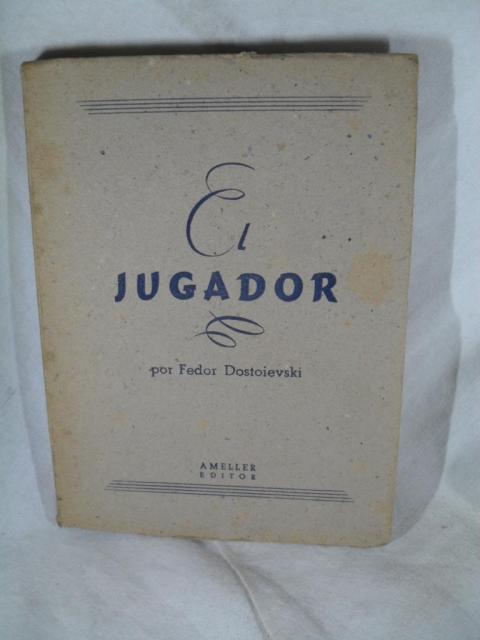 El
JUGADOR
por Fedor Dostoievski
AMELLER
EDITOR